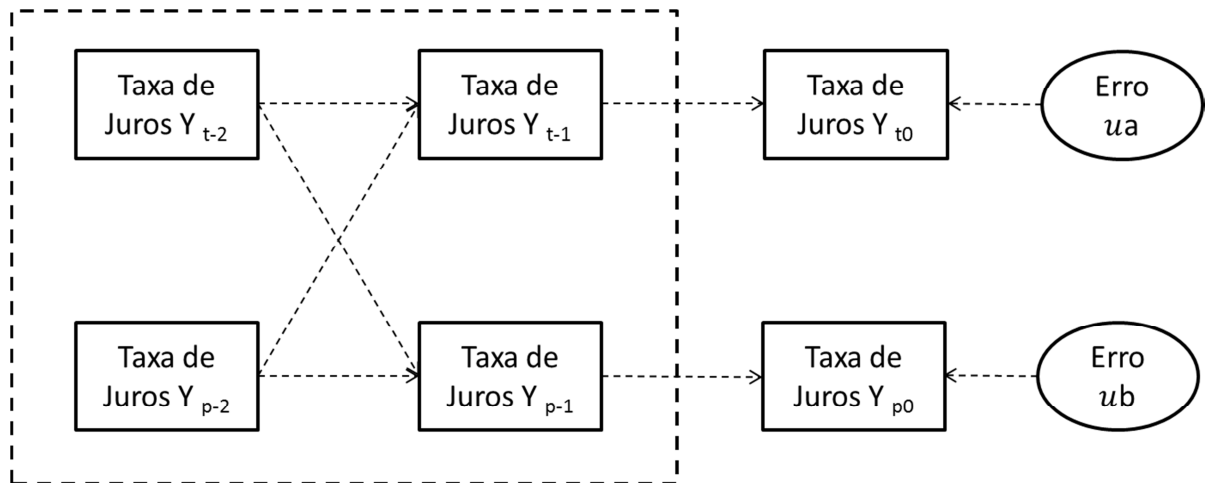 Taxa de
Juros Y t-2
Taxa de
Juros Y t-1
Taxa de
Juros Y t0
Erro
ua
Taxa de
Juros Y p-2
Taxa de
Juros Y p-1
Taxa de
Juros Y p0
Erro
ub